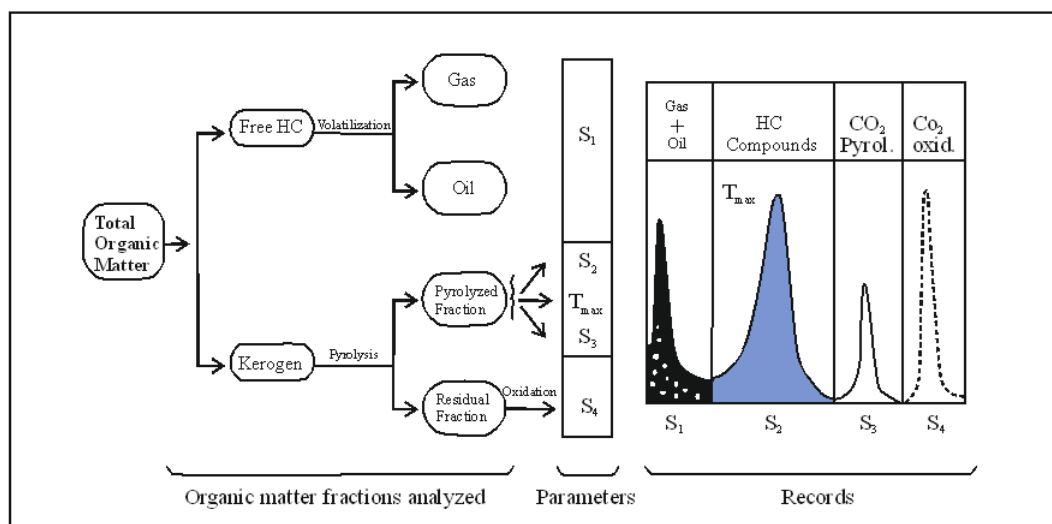 Total
Organic
Matter
Free HC
Volatilization
Gas
Oil
Kerogen
Pyrolysis
Pyrolyzed
Fraction
Residual
Fraction
Oxidation
S1
S2
Tmax
S3
S4
Gas
+
Oil
HC
Compounds
CO2
Pyrol.
Co2
oxid.
Tmax
S1 S2 S3 S4
Organic matter fractions analyzed Parameters Records